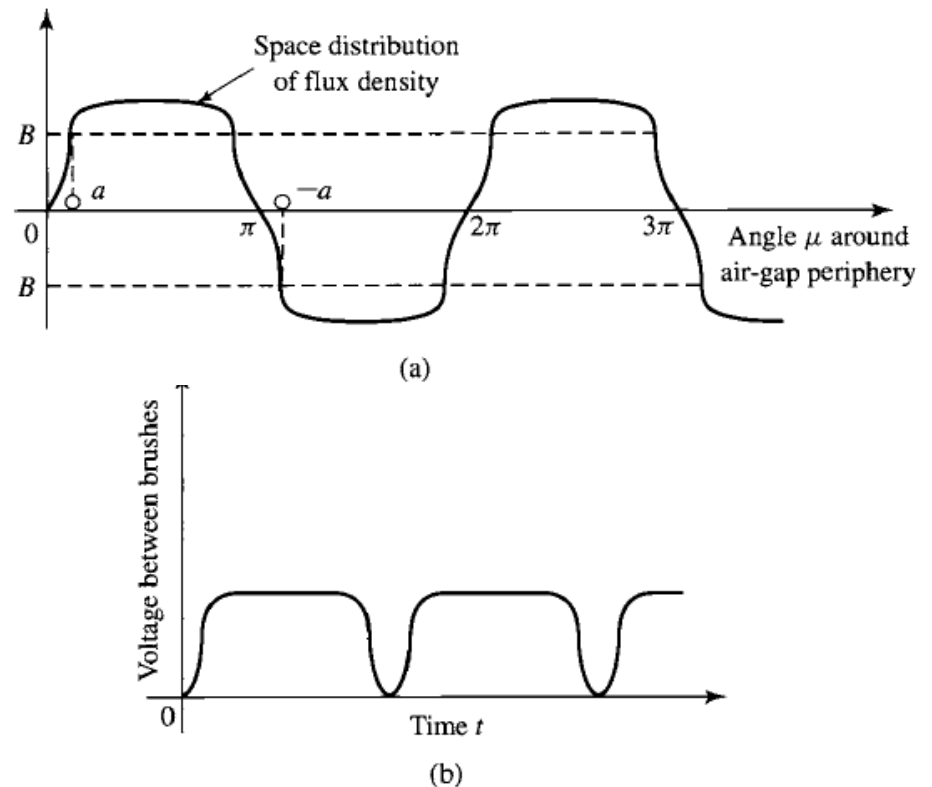 Space distribution
of flux density
B
a
−a
0
π
2π
3π
Angle μ around
air-gap periphery
B
(a)
Voltage between brushes
0
Time t
(b)